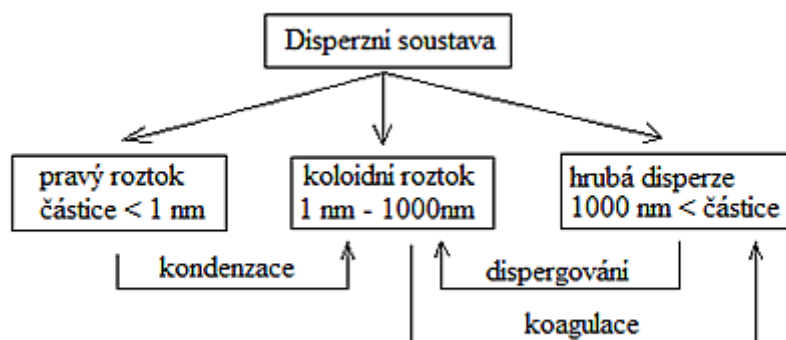 Disperzní soustava
pravý roztok
částice < 1 nm
koloidní roztok
1 nm - 1000nm
hrubá disperze
1000 nm < částice
kondenzace
dispergování
koagulace